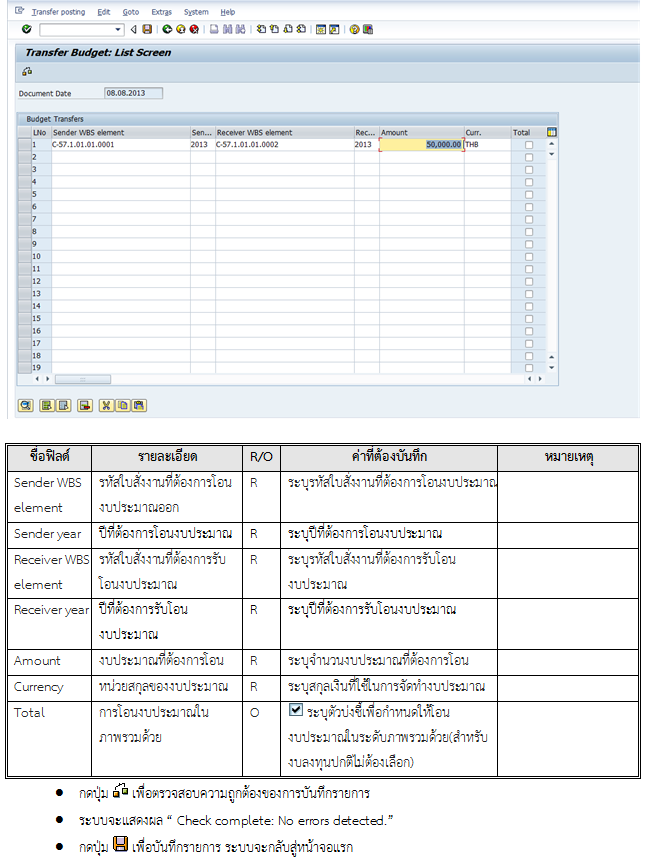 Transfer posting Edit Goto Extras System Help
Transfer Budget: List Screen
Document Date 08.08.2013
Budget Transfers
LNo Sender WBS element Sen... Receiver WBS element Rec... Amount Curr. Total
1 C-57.1.01.01.0001 2013 C-57.1.01.01.0002 2013 50,000.00 THB
2
3
4
5
6
7
8
9
10
11
12
13
14
15
16
17
18
19
ชื่อฟิลด์ รายละเอียด R/O ค่าที่ต้องบันทึก หมายเหตุ
Sender WBS รหัสใบสั่งงานที่ต้องการโอน R ระบุรหัสใบสั่งงานที่ต้องการโอนงบประมาณ
element งบประมาณออก
Sender year ปีที่ต้องการโอนงบประมาณ R ระบุปีที่ต้องการโอนงบประมาณ
Receiver WBS รหัสใบสั่งงานที่ต้องการรับ R ระบุรหัสใบสั่งงานที่ต้องการรับโอน
element โอนงบประมาณ งบประมาณ
Receiver year ปีที่ต้องการรับโอน R ระบุปีที่ต้องการรับโอนงบประมาณ
งบประมาณ
Amount งบประมาณที่ต้องการโอน R ระบุจำนวนงบประมาณที่ต้องการโอน
Currency หน่วยสกุลของงบประมาณ R ระบุสกุลเงินที่ใช้ในการจัดทำงบประมาณ
Total การโอนงบประมาณใน O ระบุตัวบ่งชี้เพื่อกำหนดให้โอน
ภาพรวมด้วย งบประมาณในระดับภาพรวมด้วย(สำหรับ
งบลงทุนปกติไม่ต้องเลือก)
● กดปุ่ม เพื่อตรวจสอบความถูกต้องของการบันทึกรายการ
● ระบบจะแสดงผล “ Check complete: No errors detected.”
● กดปุ่ม เพื่อบันทึกรายการ ระบบจะกลับสู่หน้าจอแรก